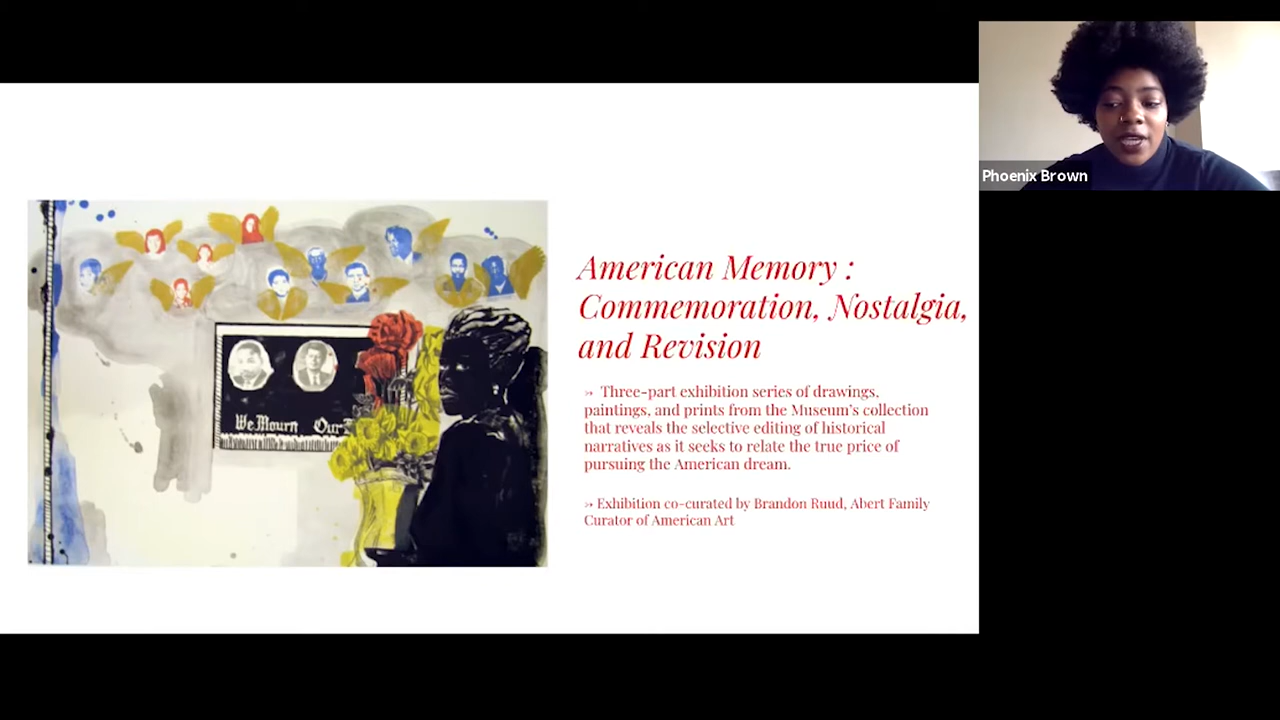 Phoenix Brown
American Memory :
Commemoration, Nostalgia,
and Revision
We Mourn Our
➳ Three-part exhibition series of drawings,
paintings, and prints from the Museum's collection
that reveals the selective editing of historical
narratives as it seeks to relate the true price of
pursuing the American dream.
➳ Exhibition co-curated by Brandon Ruud, Abert Family
Curator of American Art